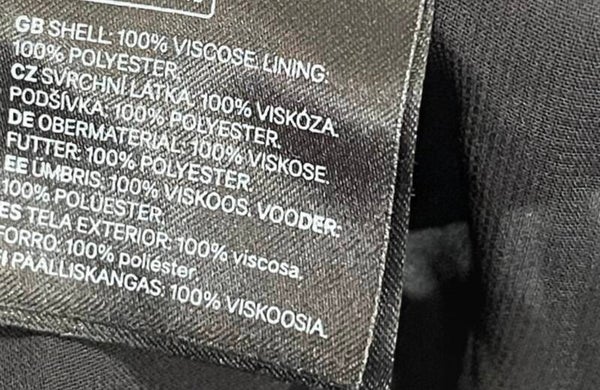 GB SHELL: 100% VISCOSE. LINING:
100% POLYESTER.
CZ SVRCHNÍ LÁTKA: 100% VISKÓZA.
PODŠÍVKA: 100% POLYESTER.
DE OBERMATERIAL: 100% VISKOSE.
FUTTER: 100% POLYESTER.
EE ÜMBRIS: 100% VISKOOS. VOODER:
100% POLÜESTER.
ES TELA EXTERIOR: 100% viscosa.
FORRO: 100% poliéster.
FI PÄÄLLISKANGAS: 100% VISKOOSIA.